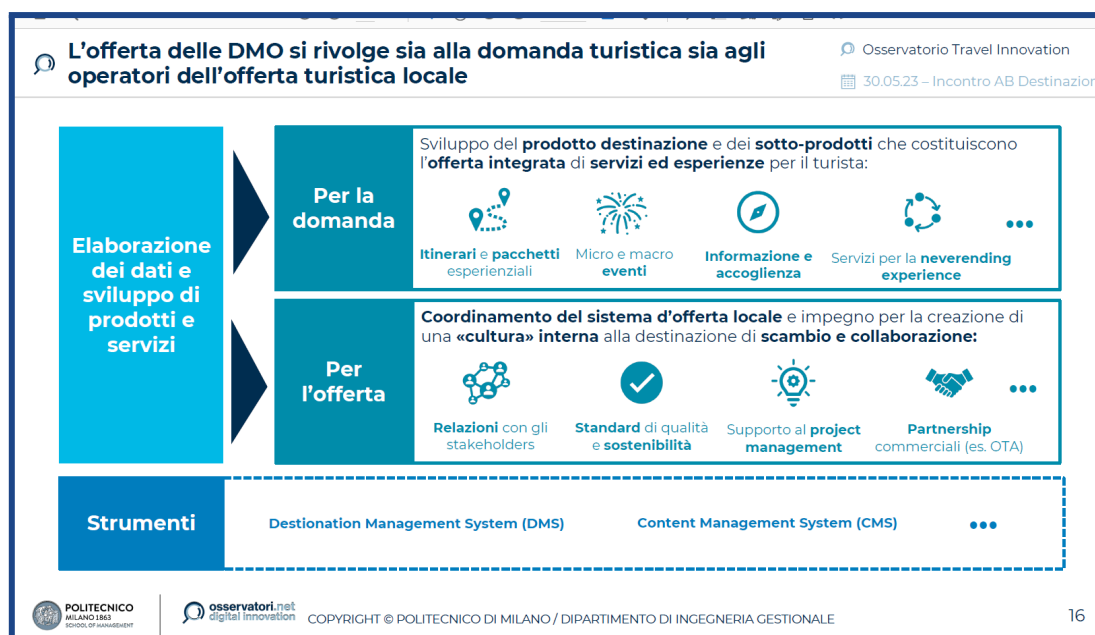 L'offerta delle DMO si rivolge sia alla domanda turistica sia agli
operatori dell'offerta turistica locale
Osservatorio Travel Innovation
30.05.23 – Incontro AB Destinazion
Elaborazione
dei dati e
sviluppo di
prodotti e
servizi
Per la
domanda
Sviluppo del prodotto destinazione e dei sotto-prodotti che costituiscono
l'offerta integrata di servizi ed esperienze per il turista:
Itinerari e pacchetti
esperienziali
Micro e macro
eventi
Informazione e
accoglienza
Servizi per la neverending
experience
•••
Per
l'offerta
Coordinamento del sistema d'offerta locale e impegno per la creazione di
una «cultura» interna alla destinazione di scambio e collaborazione:
Relazioni con gli
stakeholders
Standard di qualità
e sostenibilità
Supporto al project
management
Partnership
commerciali (es. OTA)
•••
Strumenti
Destionation Management System (DMS)
Content Management System (CMS)
•••
POLITECNICO
MILANO 1863
SCHOOL OF MANAGEMENT
osservatori.net
digital innovation
COPYRIGHT © POLITECNICO DI MILANO / DIPARTIMENTO DI INGEGNERIA GESTIONALE
16